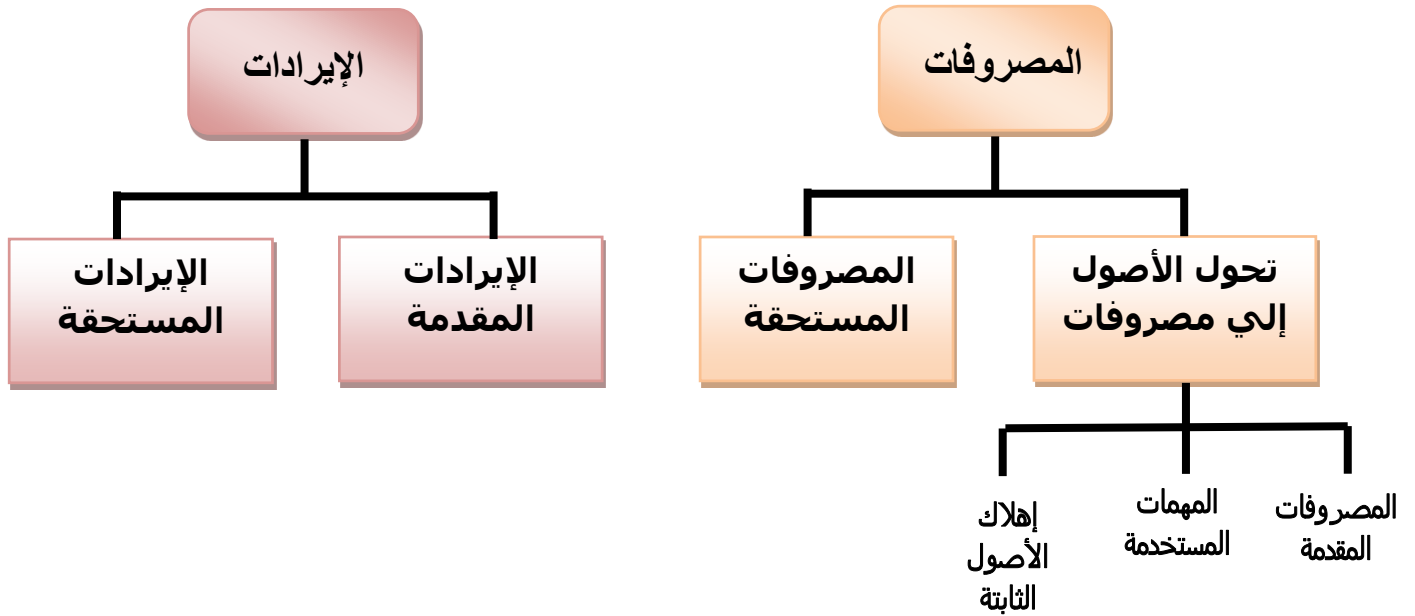 المصروفات
الإيرادات
تحول الأصول
إلي مصروفات
المصروفات
المستحقة
الإيرادات
المقدمة
الإيرادات
المستحقة
المصروفات
المقدمة
المهمات
المستخدمة
إهلاك
الأصول
الثابتة